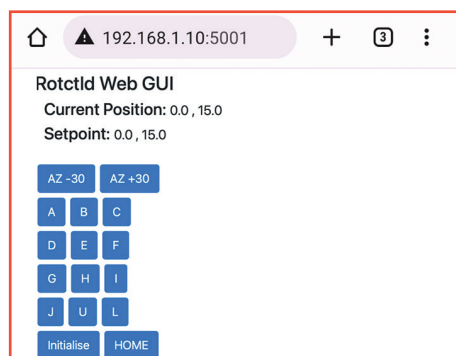 192.168.1.10:5001
3
Rotctld Web GUI
Current Position: 0.0 , 15.0
Setpoint: 0.0 , 15.0
AZ -30 AZ +30
A B C
D E F
G H I
J U L
Initialise HOME